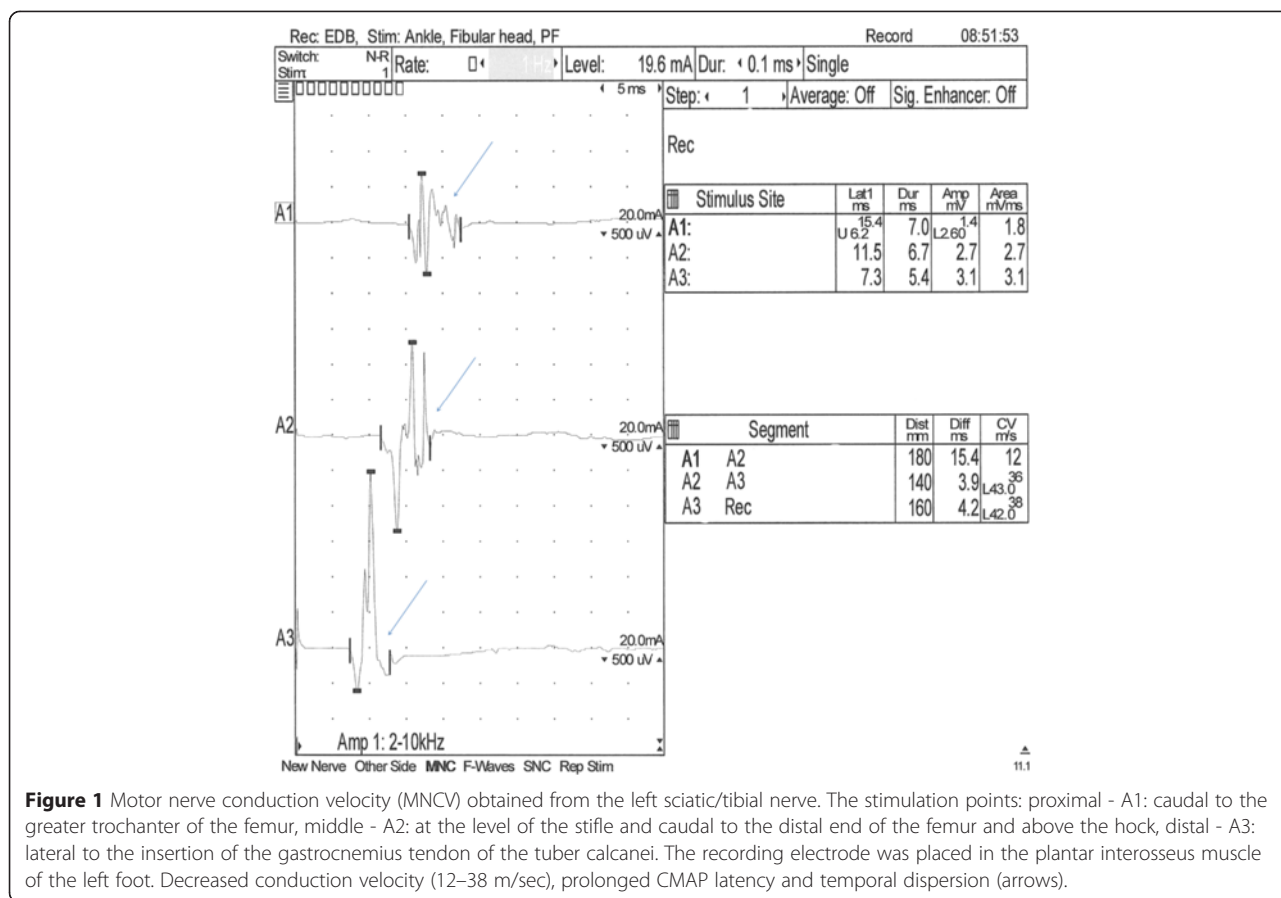 Rec: EDB, Stim: Ankle, Fibular head, PF Record 08:51:53
Switch: N-R
Stim: 1
Rate: 1 Hz Level: 19.6 mA Dur: 0.1 ms Single
5 ms
Step: 1 Average: Off Sig. Enhancer: Off
Rec
A1
20.0mA
500 uV
Stimulus Site Lat1 ms Dur ms Amp mV Area mVms
A1: 15.4 U 6.2 7.0 1.4 L2.60 1.8
A2: 11.5 6.7 2.7 2.7
A3: 7.3 5.4 3.1 3.1
A2
20.0mA
500 uV
Segment Dist mm Diff ms CV m/s
A1 A2 180 15.4 12
A2 A3 140 3.9 36 L43.0
A3 Rec 160 4.2 38 L42.0
A3
20.0mA
500 uV
Amp 1: 2-10kHz
New Nerve Other Side MNC F-Waves SNC Rep Stim 11.1
Figure 1 Motor nerve conduction velocity (MNCV) obtained from the left sciatic/tibial nerve. The stimulation points: proximal - A1: caudal to the
greater trochanter of the femur, middle - A2: at the level of the stifle and caudal to the distal end of the femur and above the hock, distal - A3:
lateral to the insertion of the gastrocnemius tendon of the tuber calcanei. The recording electrode was placed in the plantar interosseus muscle
of the left foot. Decreased conduction velocity (12–38 m/sec), prolonged CMAP latency and temporal dispersion (arrows).